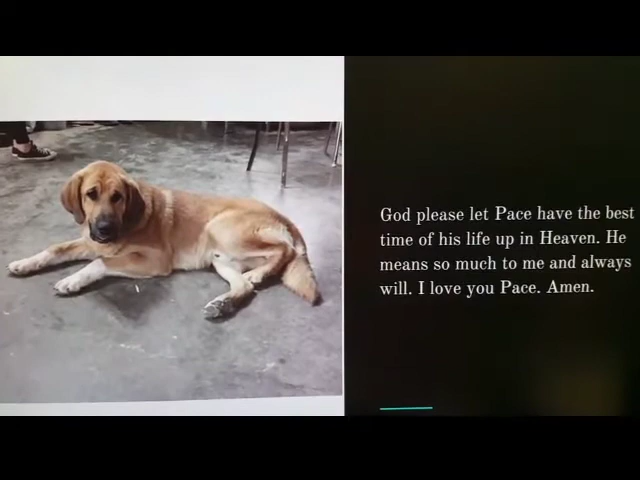 God please let Pace have the best
time of his life up in Heaven. He
means so much to me and always
will. I love you Pace. Amen.